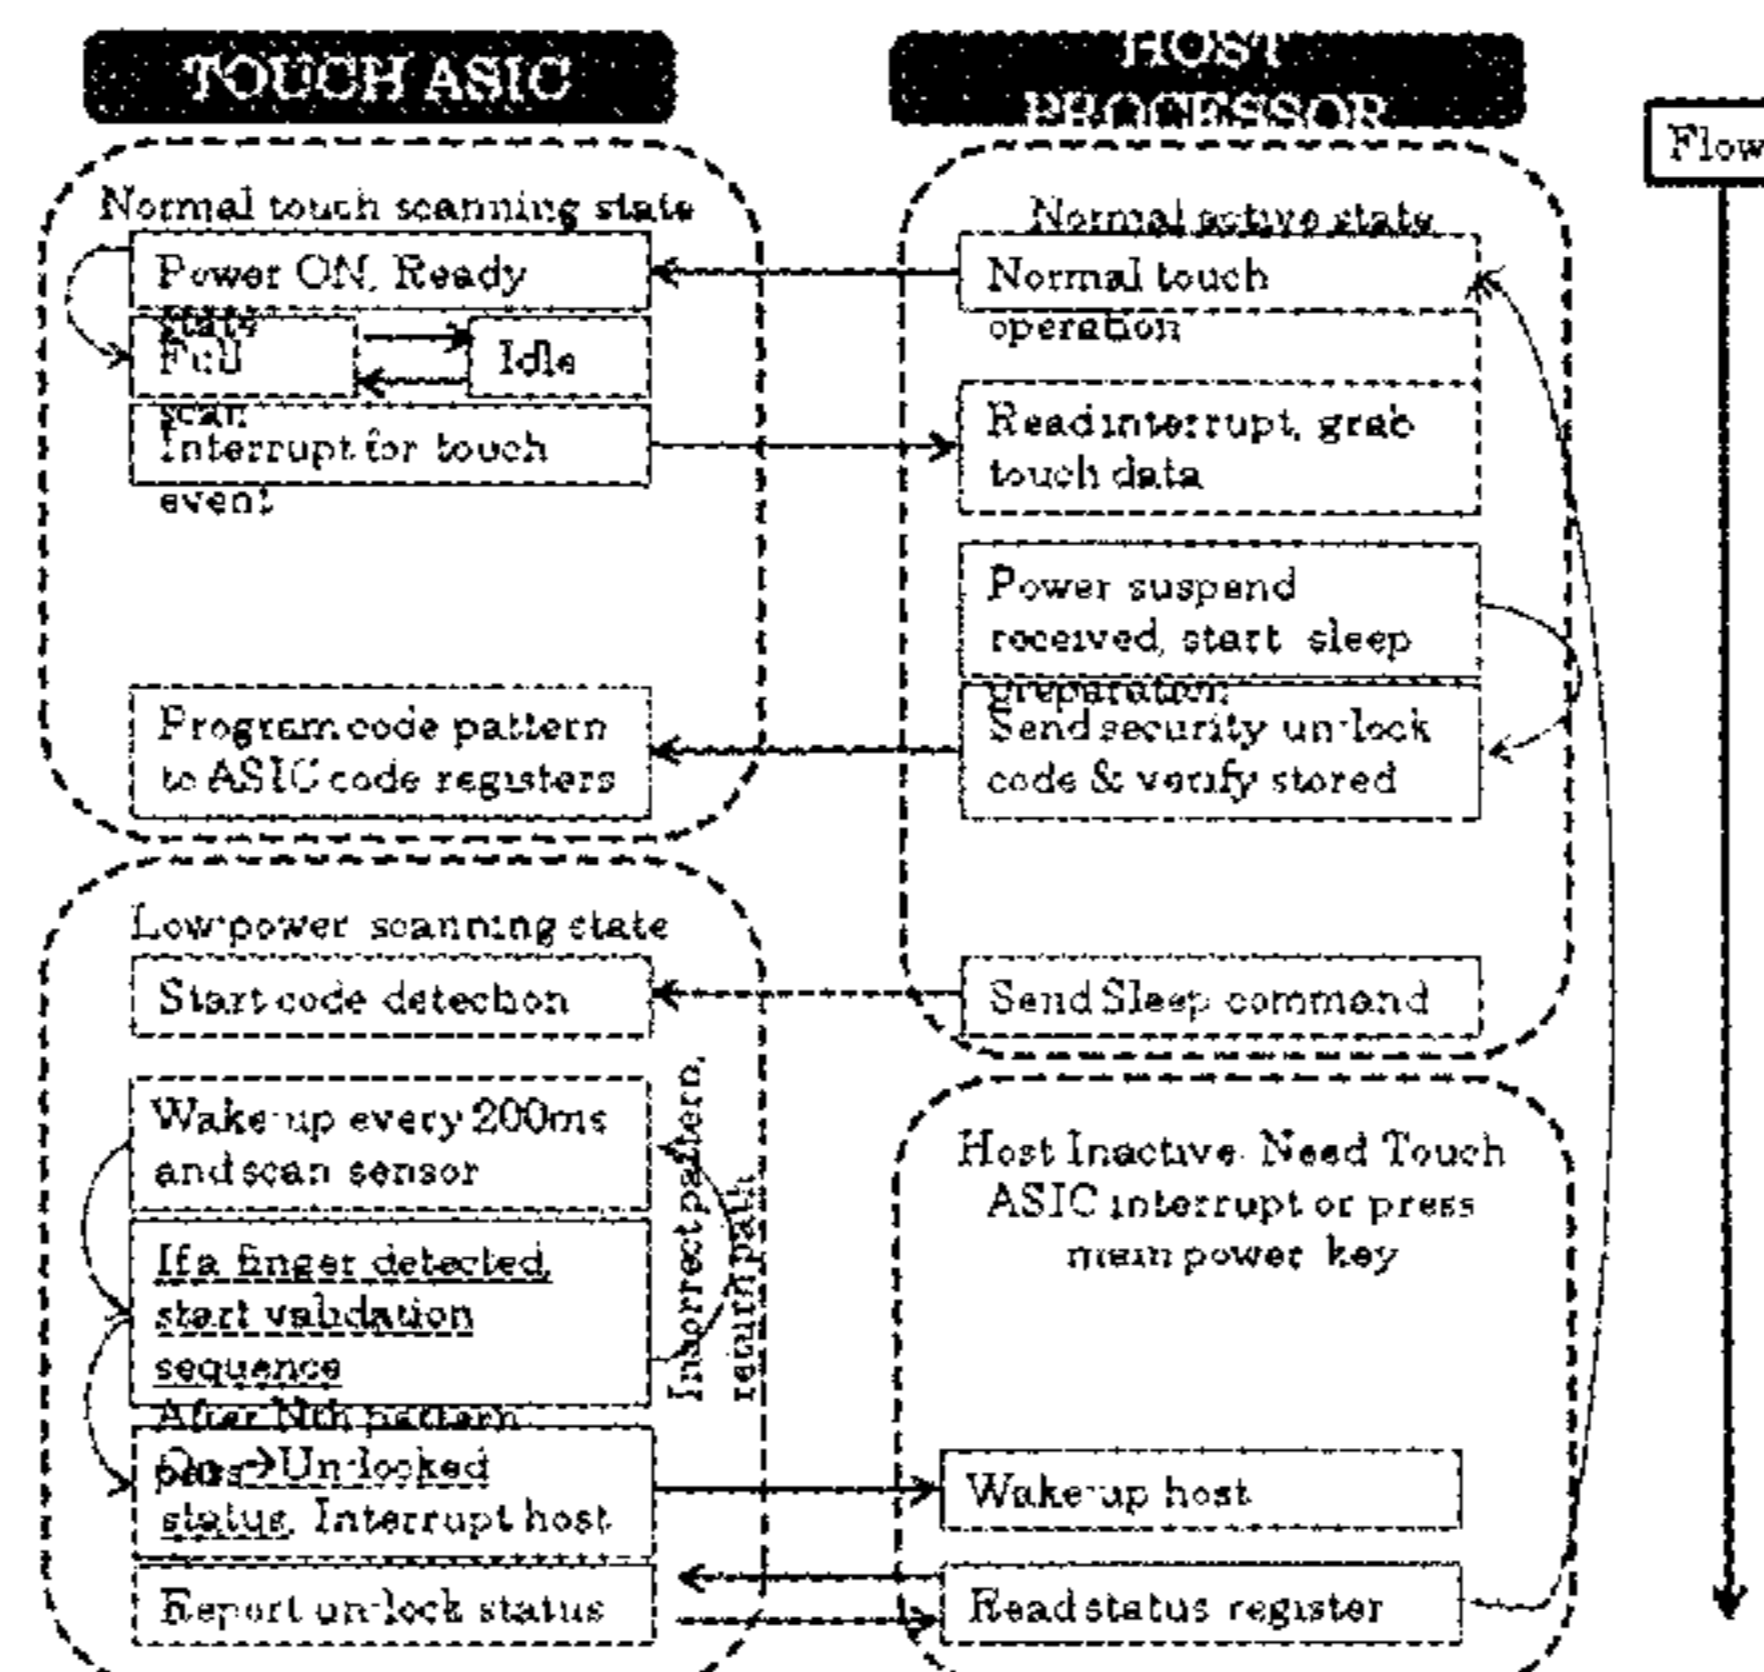 TOUCH ASIC
HOST
PROCESSOR
Flow
Normal touch scanning state
Power ON, Ready
state
Full
scan
Idle
Interrupt for touch
event
Program code pattern
to ASIC code registers
Normal active state
Normal touch
operation
Read interrupt, grab
touch data
Power suspend
received, start sleep
preparation
Send security un-lock
code & verify stored
Send Sleep command
Low-power scanning state
Start code detection
Wake-up every 200ms
and scan sensor
If a finger detected,
start validation
sequence
Incorrect pattern,
return path
After Nth pattern
pass→Un-locked
status, Interrupt host
Report un-lock status
Host Inactive. Need Touch
ASIC interrupt or press
main power key
Wake-up host
Read status register